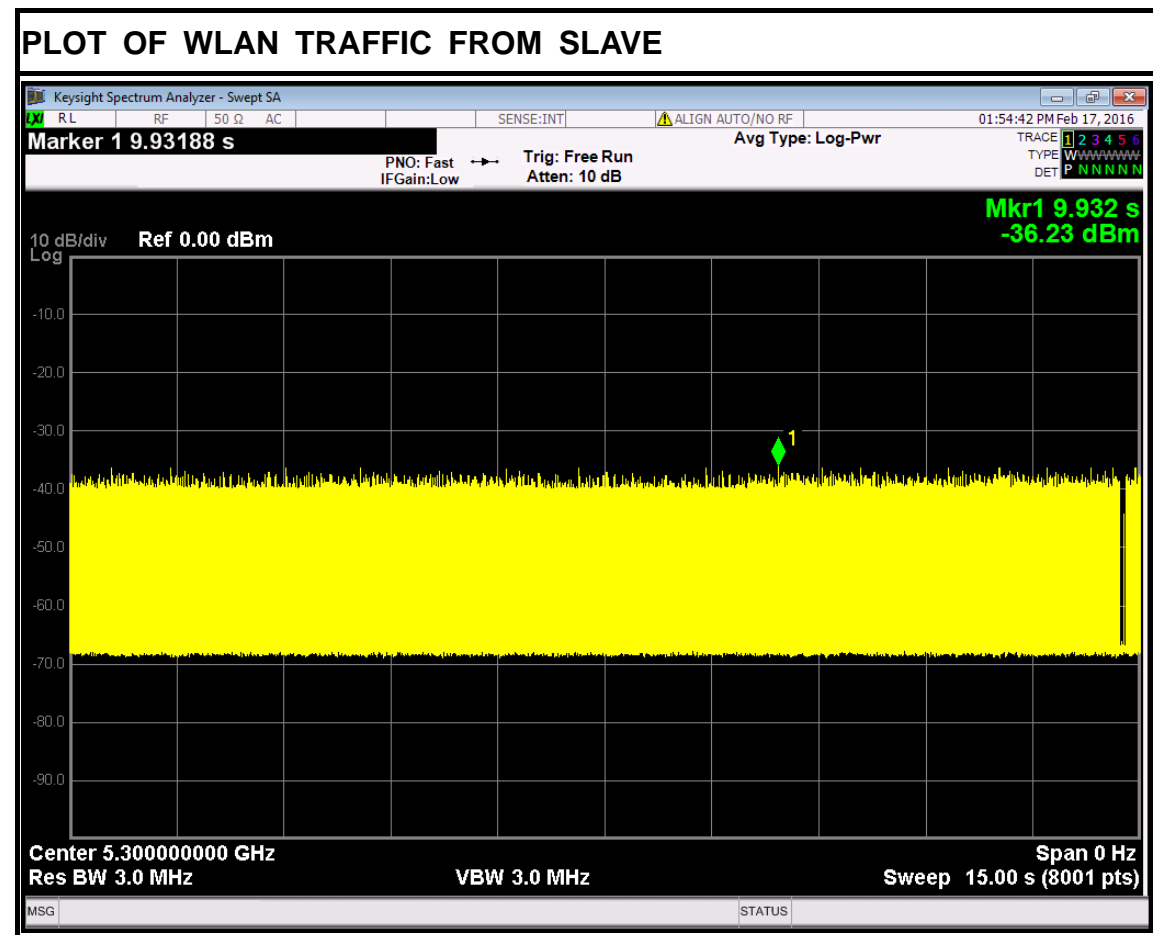 PLOT OF WLAN TRAFFIC FROM SLAVE
Keysight Spectrum Analyzer - Swept SA
LXI RL RF 50 Ω AC SENSE:INT ALIGN AUTO/NO RF 01:54:42 PM Feb 17, 2016
Marker 1 9.93188 s
PNO: Fast
IFGain:Low
Trig: Free Run
Atten: 10 dB
Avg Type: Log-Pwr
TRACE 1 2 3 4 5 6
TYPE WWWWWW
DET P N N N N N
Mkr1 9.932 s
-36.23 dBm
10 dB/div Ref 0.00 dBm
Log
-10.0
-20.0
-30.0
1
-40.0
-50.0
-60.0
-70.0
-80.0
-90.0
Center 5.300000000 GHz Span 0 Hz
Res BW 3.0 MHz VBW 3.0 MHz Sweep 15.00 s (8001 pts)
MSG STATUS